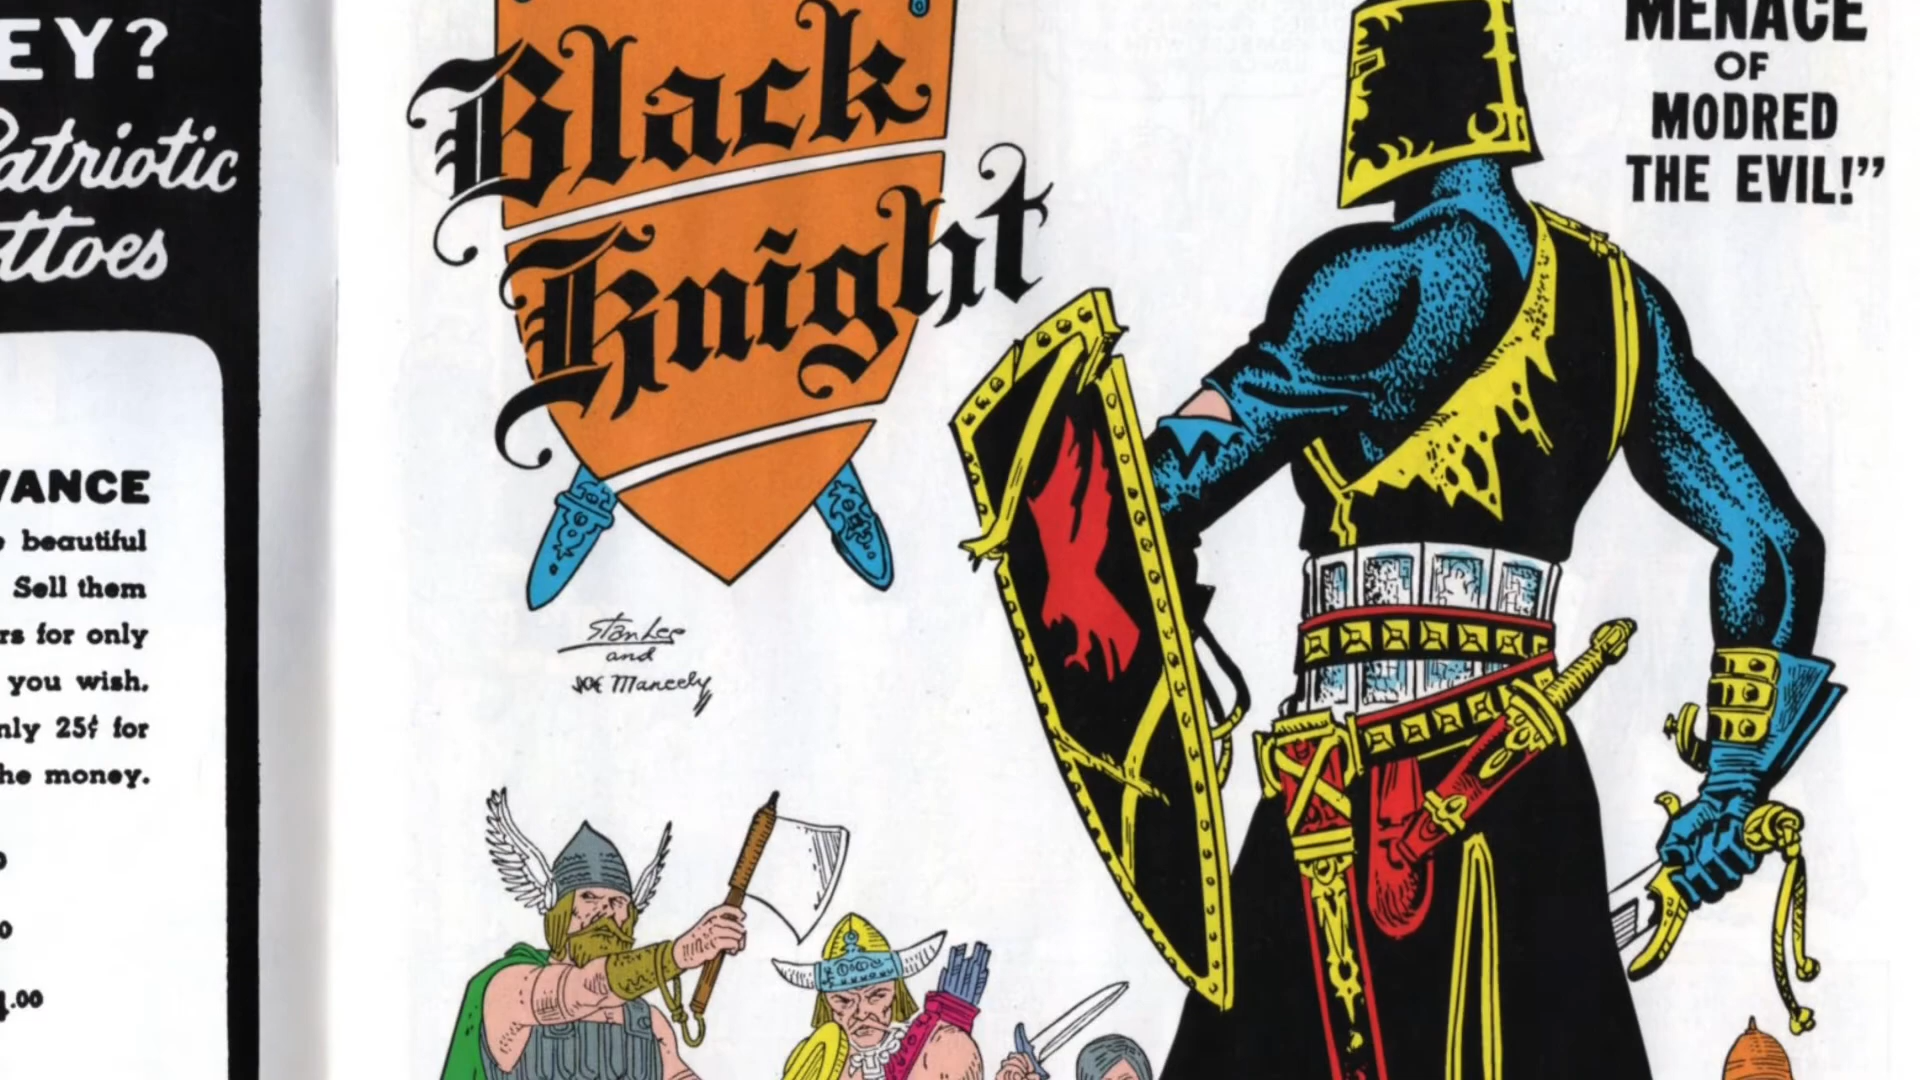 EY?
Patriotic
ttoes
VANCE
beautiful
Sell them
rs for only
you wish.
nly 25¢ for
he money.
.00
Black
Knight
Stan Lee
and
Joe Maneely
MENACE
OF
MODRED
THE EVIL!”